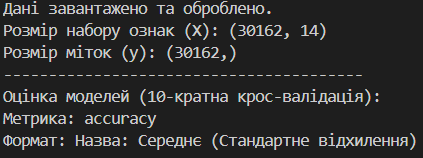 Дані завантажено та оброблено.
Розмір набору ознак (X): (30162, 14)
Розмір міток (y): (30162,)
----------------------------------------
Оцінка моделей (10-кратна крос-валідація):
Метрика: accuracy
Формат: Назва: Середнє (Стандартне відхилення)